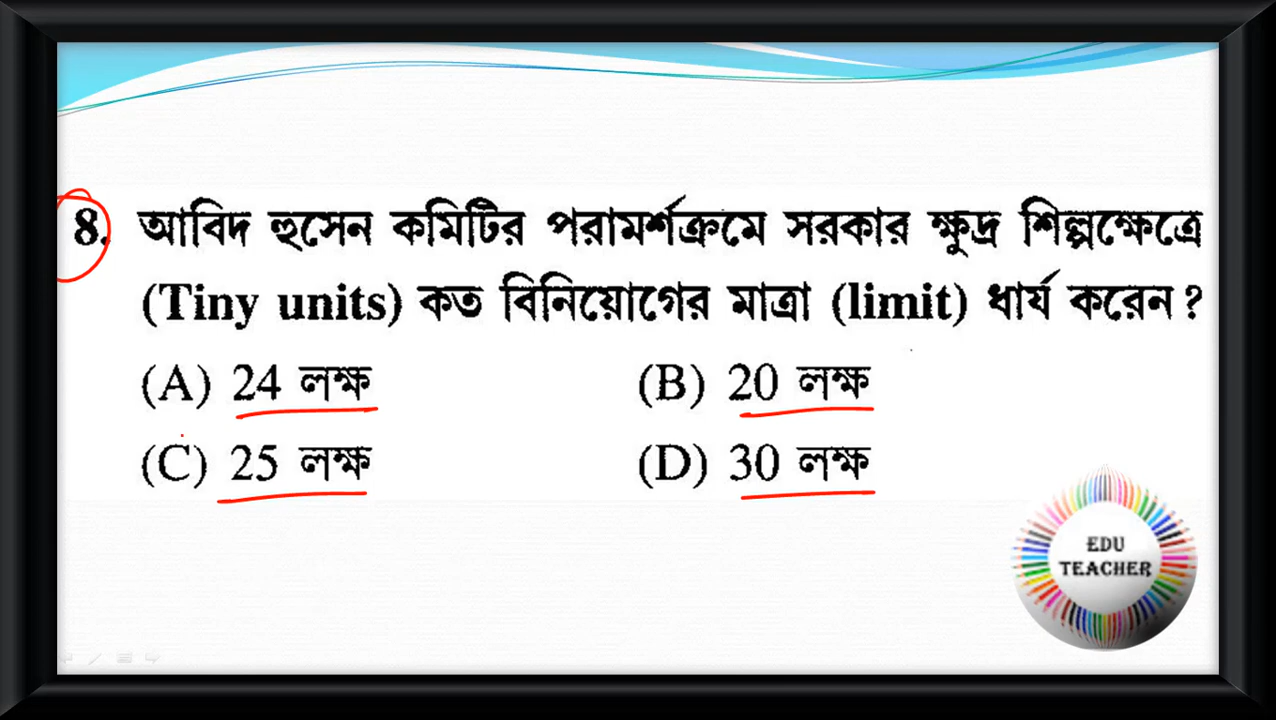 8. আবিদ হুসেন কমিটির পরামর্শক্রমে সরকার ক্ষুদ্র শিল্পক্ষেত্রে
(Tiny units) কত বিনিয়োগের মাত্রা (limit) ধার্য করেন ?
(A) 24 লক্ষ (B) 20 লক্ষ
(C) 25 লক্ষ (D) 30 লক্ষ
EDU
TEACHER